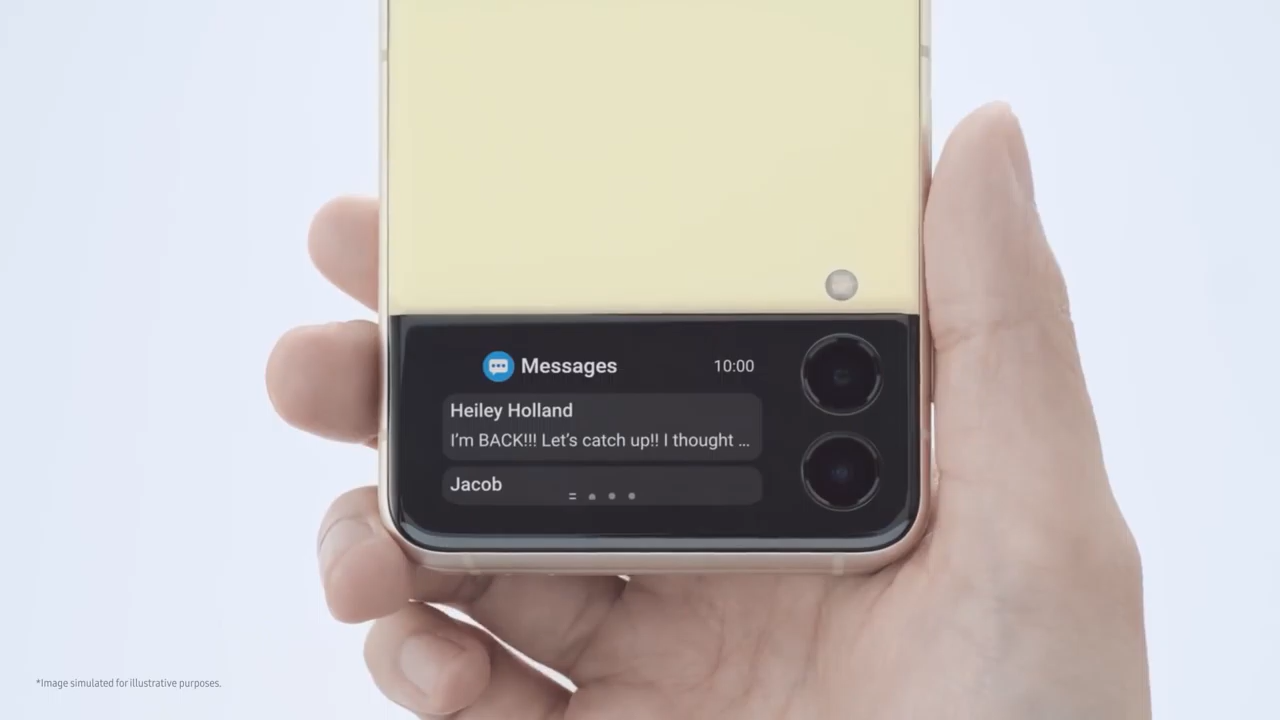 Messages
10:00
Heiley Holland
I'm BACK!!! Let's catch up!! I thought ...
Jacob
*Image simulated for illustrative purposes.